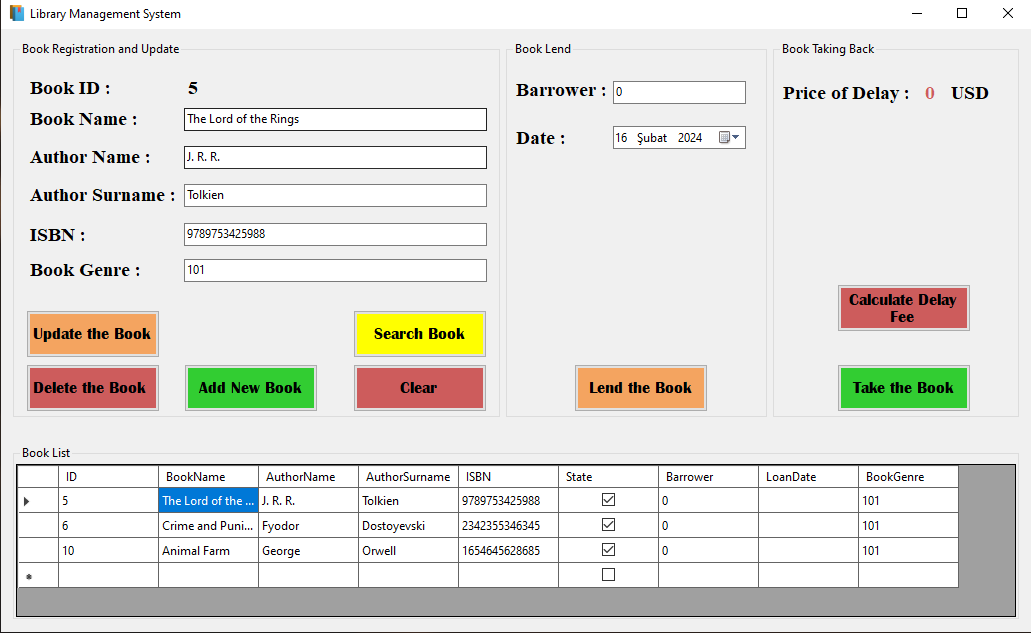 Library Management System
Book Registration and Update
Book ID : 5
Book Name : The Lord of the Rings
Author Name : J. R. R.
Author Surname : Tolkien
ISBN : 9789753425988
Book Genre : 101
Update the Book Search Book
Delete the Book Add New Book Clear
Book Lend
Barrower : 0
Date : 16 Şubat 2024
Lend the Book
Book Taking Back
Price of Delay : 0 USD
Calculate Delay
Fee
Take the Book
Book List
ID BookName AuthorName AuthorSurname ISBN State Barrower LoanDate BookGenre
5 The Lord of the ... J. R. R. Tolkien 9789753425988 0 101
6 Crime and Puni... Fyodor Dostoyevski 2342355346345 0 101
10 Animal Farm George Orwell 1654645628685 0 101